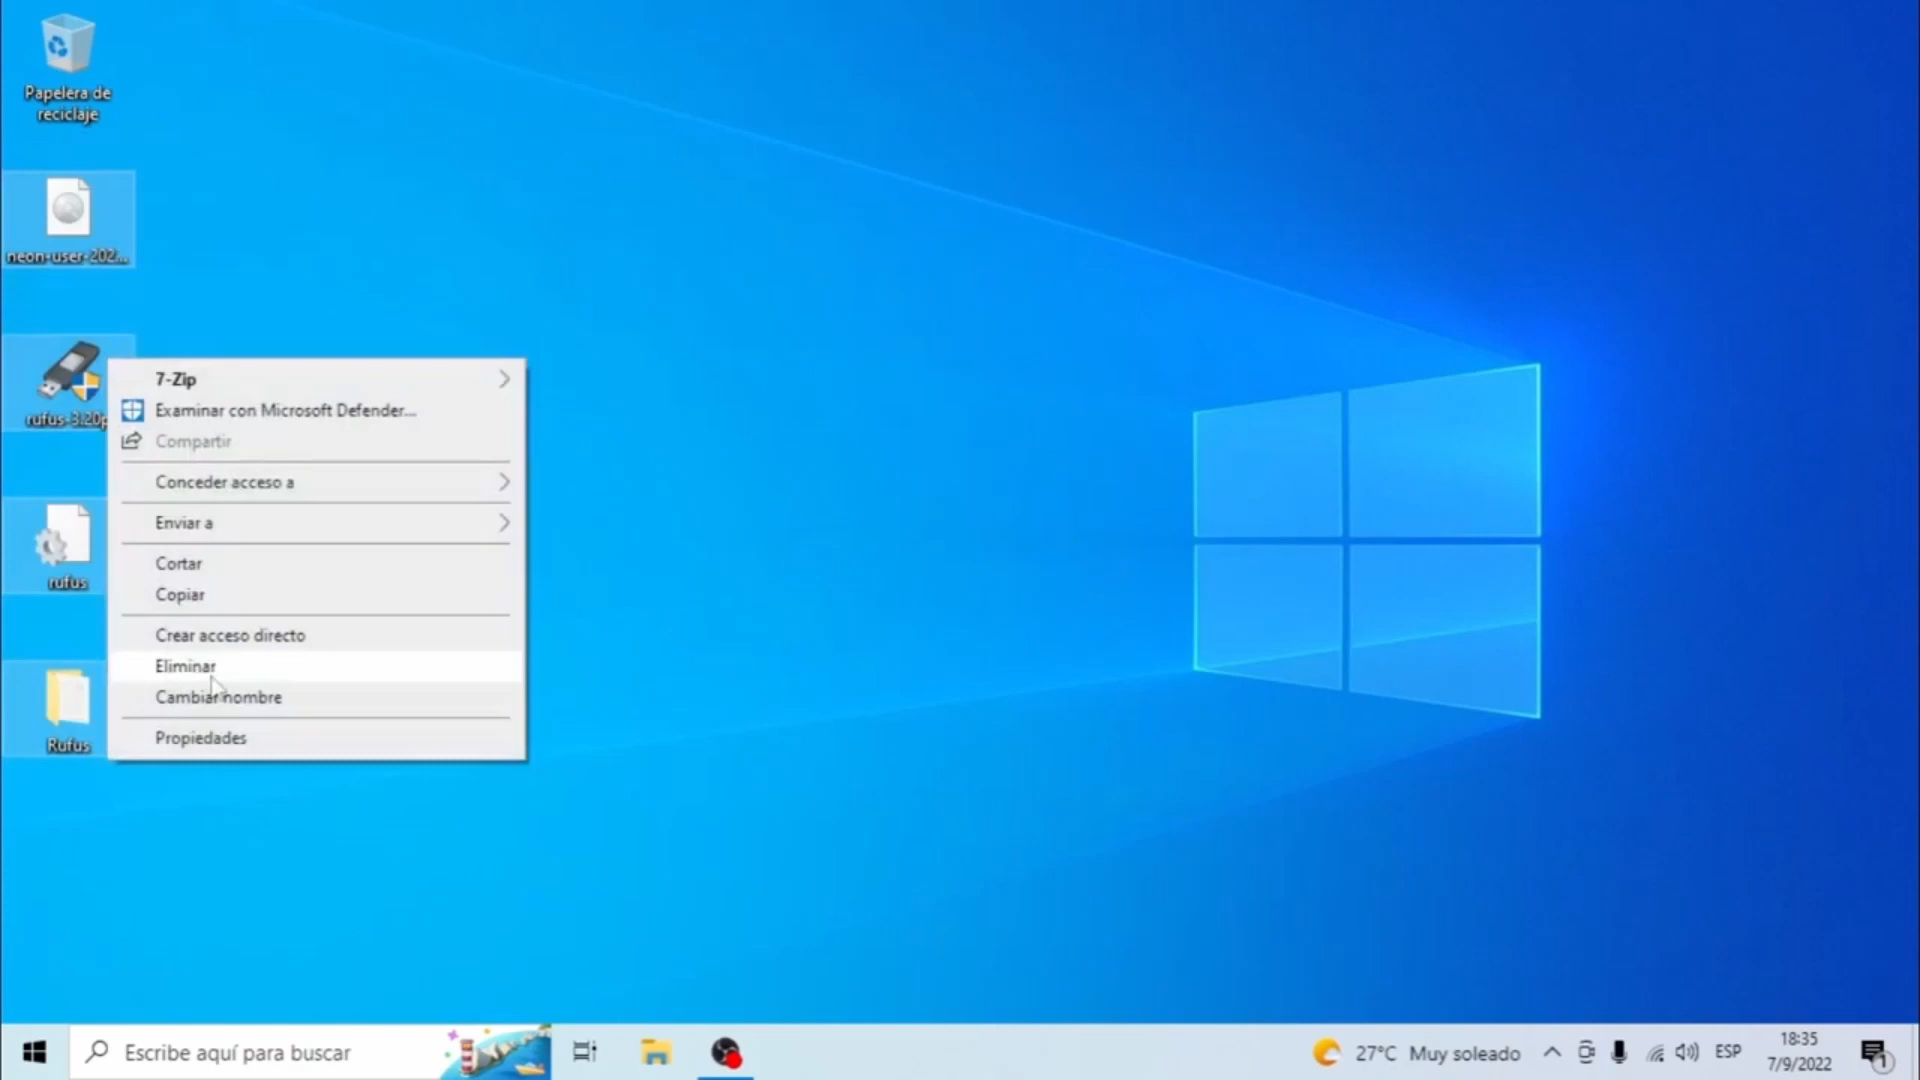 Papelera de
reciclaje
neon-user-202...
rufus-3.20p
rufus
Rufus
7-Zip
Examinar con Microsoft Defender...
Compartir
Conceder acceso a
Enviar a
Cortar
Copiar
Crear acceso directo
Eliminar
Cambiar nombre
Propiedades
Escribe aquí para buscar
27°C Muy soleado
ESP
18:35
7/9/2022
1